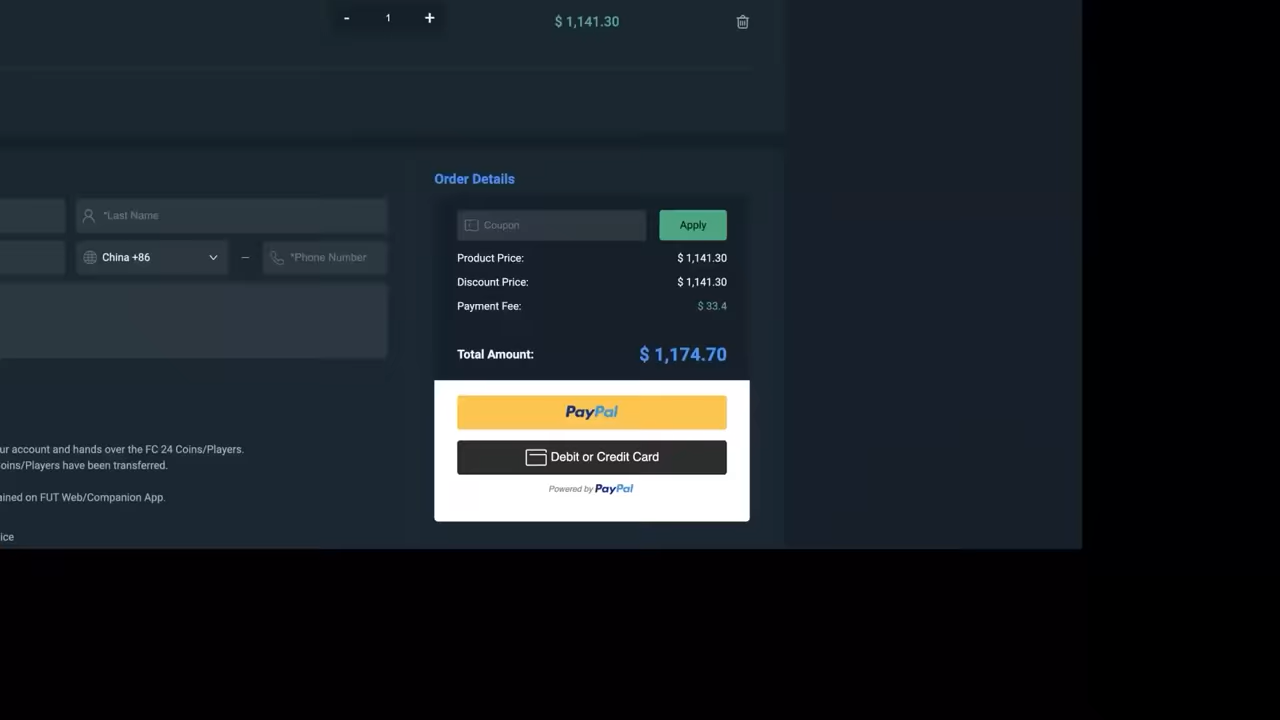 - 1 + $ 1,141.30
Order Details
*Last Name
Coupon Apply
China +86 – *Phone Number
Product Price: $ 1,141.30
Discount Price: $ 1,141.30
Payment Fee: $ 33.4
Total Amount: $ 1,174.70
PayPal
Debit or Credit Card
Powered by PayPal
ur account and hands over the FC 24 Coins/Players.
oins/Players have been transferred.
ained on FUT Web/Companion App.
ice